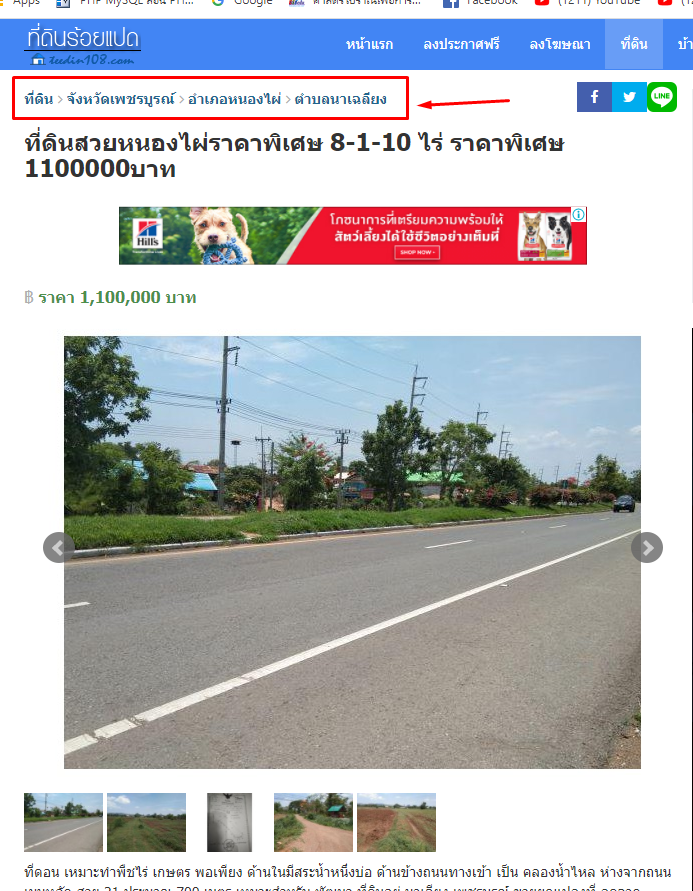 Apps PHP MySQL สอน PH... Google Facebook (1211) YouTube
ที่ดินร้อยแปด
teedin108.com
หน้าแรก ลงประกาศฟรี ลงโฆษณา ที่ดิน
ที่ดิน > จังหวัดเพชรบูรณ์ > อำเภอหนองไผ่ > ตำบลนาเฉลียง
LINE
ที่ดินสวยหนองไผ่ราคาพิเศษ 8-1-10 ไร่ ราคาพิเศษ
1100000บาท
Hill's
โภชนาการที่เตรียมความพร้อมให้
สัตว์เลี้ยงได้ใช้ชีวิตอย่างเต็มที่
SHOP NOW
฿ ราคา 1,100,000 บาท
ที่ดอน เหมาะทำพืชไร่ เกษตร พอเพียง ด้านในมีสระน้ำหนึ่งบ่อ ด้านข้างถนนทางเข้า เป็น คลองน้ำไหล ห่างจากถนน